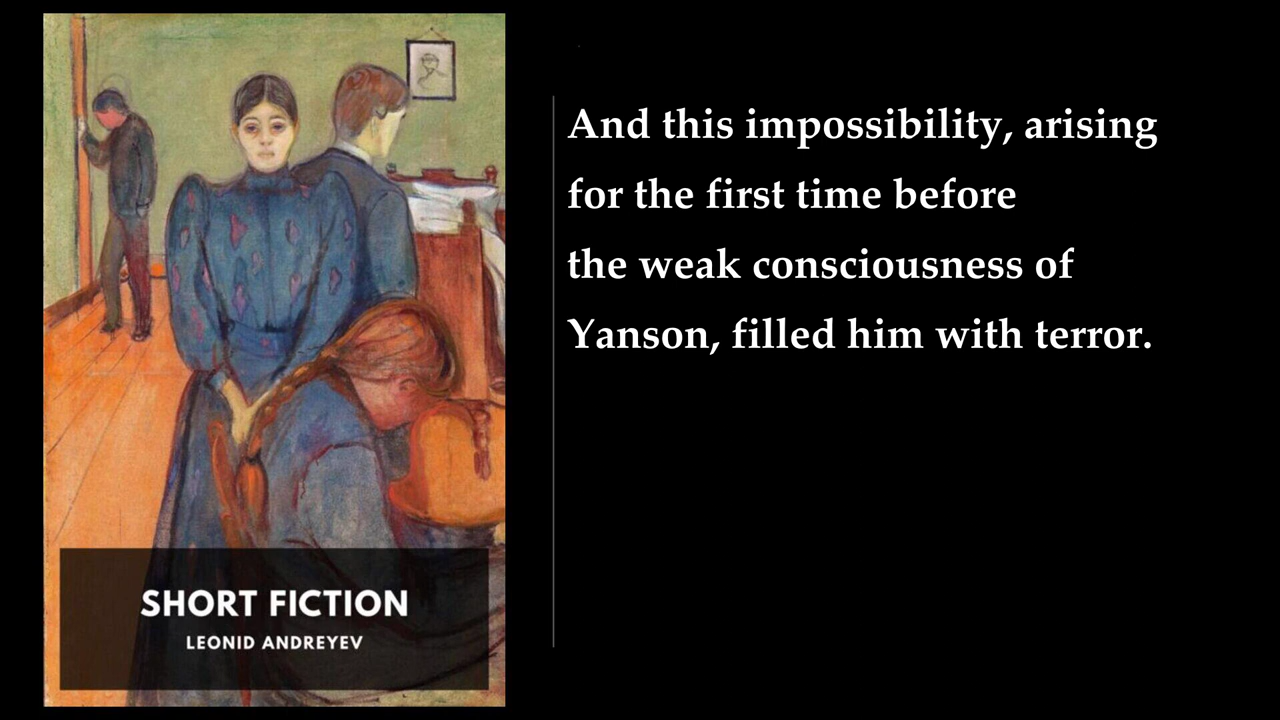 SHORT FICTION
LEONID ANDREYEV
And this impossibility, arising
for the first time before
the weak consciousness of
Yanson, filled him with terror.